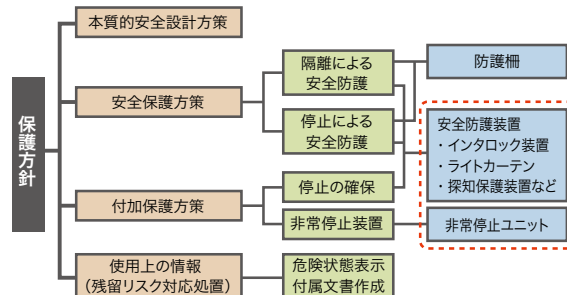 保護方針
本質的安全設計方策
安全保護方策
付加保護方策
使用上の情報
（残留リスク対応処置）
隔離による
安全防護
停止による
安全防護
停止の確保
非常停止装置
危険状態表示
付属文書作成
防護柵
安全防護装置
・インタロック装置
・ライトカーテン
・探知保護装置など
非常停止ユニット